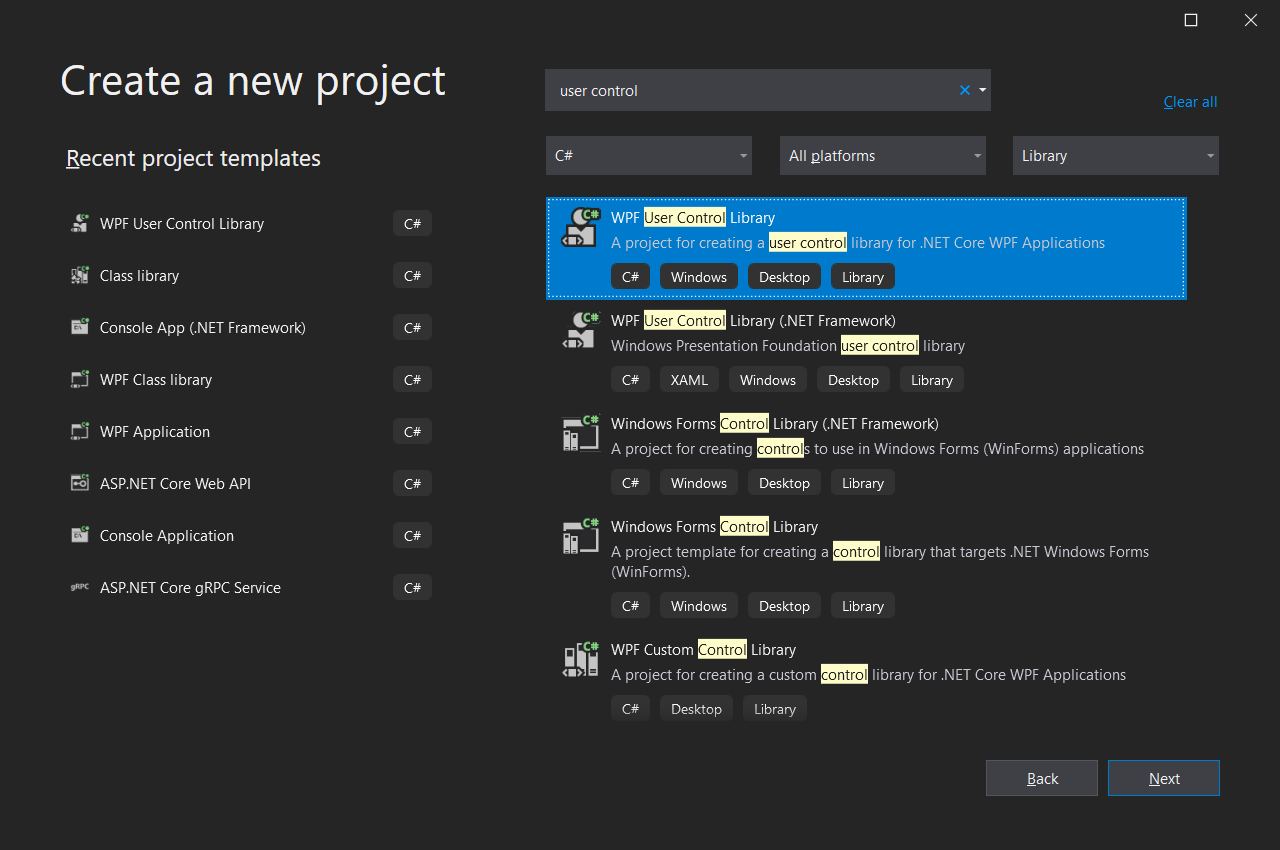 Create a new project
Recent project templates
WPF User Control Library C#
Class library C#
Console App (.NET Framework) C#
WPF Class library C#
WPF Application C#
ASP.NET Core Web API C#
Console Application C#
gRPC ASP.NET Core gRPC Service C#
user control
Clear all
C# All platforms Library
C#
WPF User Control Library
A project for creating a user control library for .NET Core WPF Applications
C# Windows Desktop Library
C#
WPF User Control Library (.NET Framework)
Windows Presentation Foundation user control library
C# XAML Windows Desktop Library
C#
Windows Forms Control Library (.NET Framework)
A project for creating controls to use in Windows Forms (WinForms) applications
C# Windows Desktop Library
C#
Windows Forms Control Library
A project template for creating a control library that targets .NET Windows Forms
(WinForms).
C# Windows Desktop Library
C#
WPF Custom Control Library
A project for creating a custom control library for .NET Core WPF Applications
C# Desktop Library
Back Next